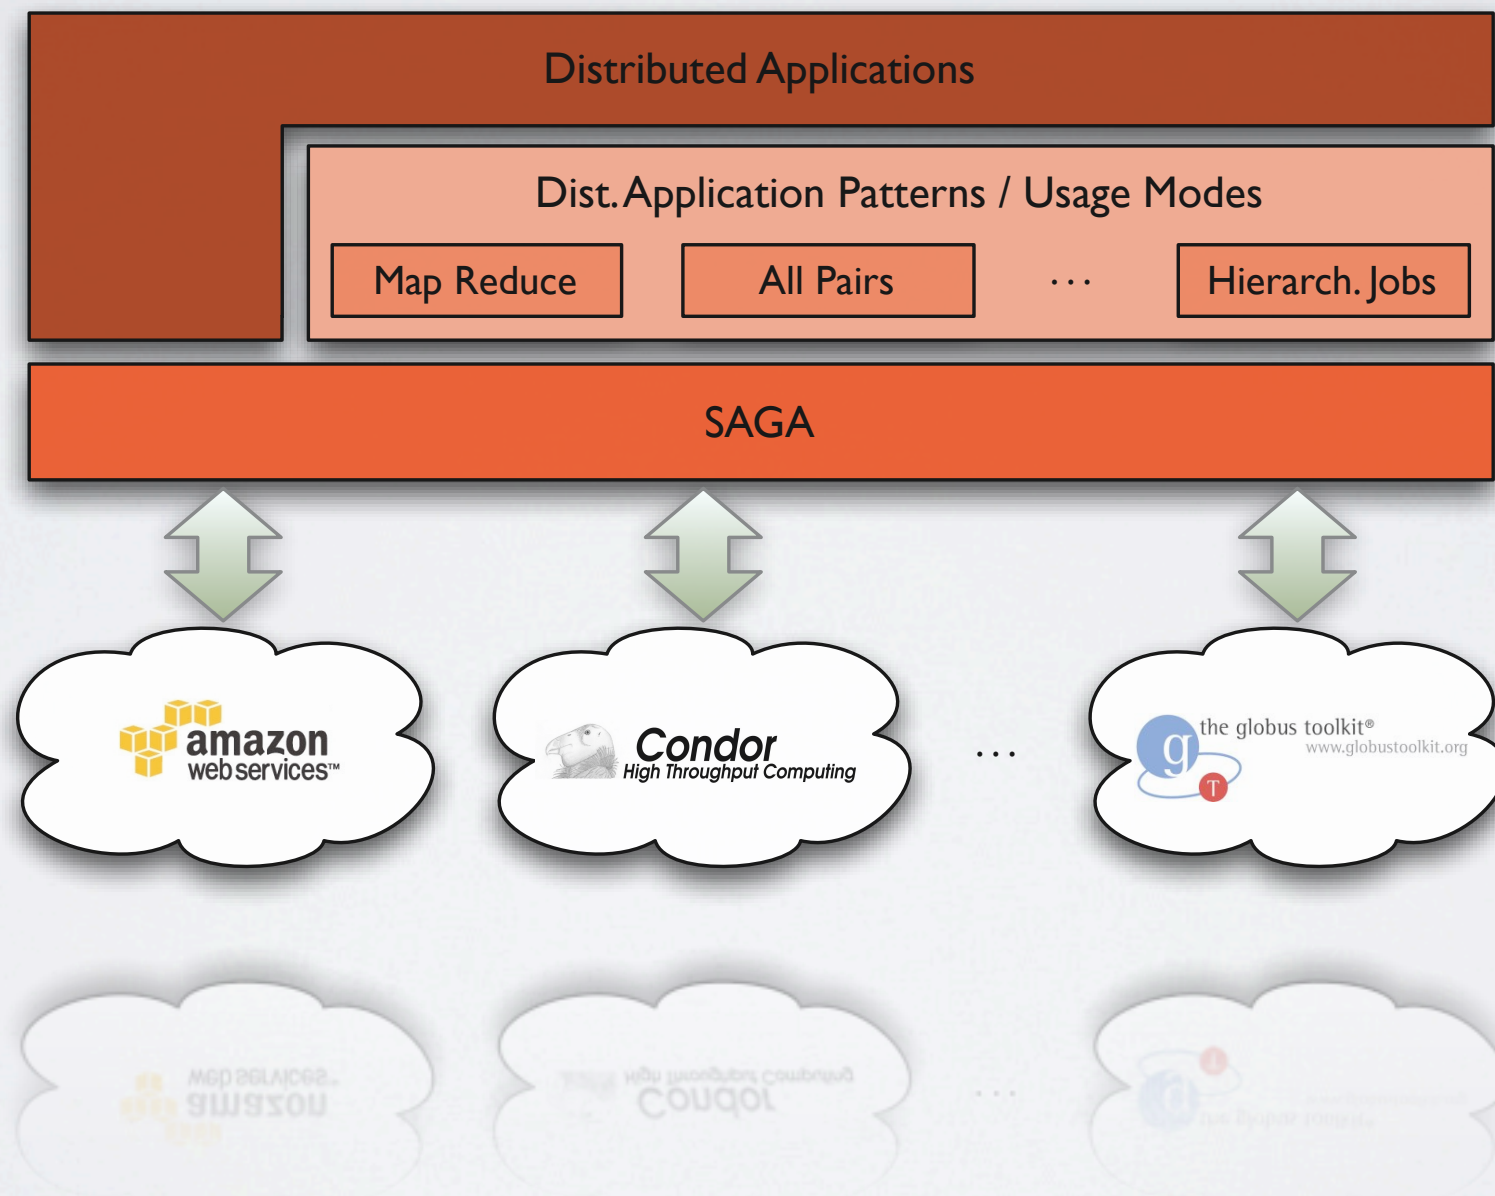 Distributed Applications
Dist. Application Patterns / Usage Modes
Map Reduce
All Pairs
...
Hierarch. Jobs
SAGA
amazon
web services™
Condor
High Throughput Computing
...
the globus toolkit®
www.globustoolkit.org
g
T